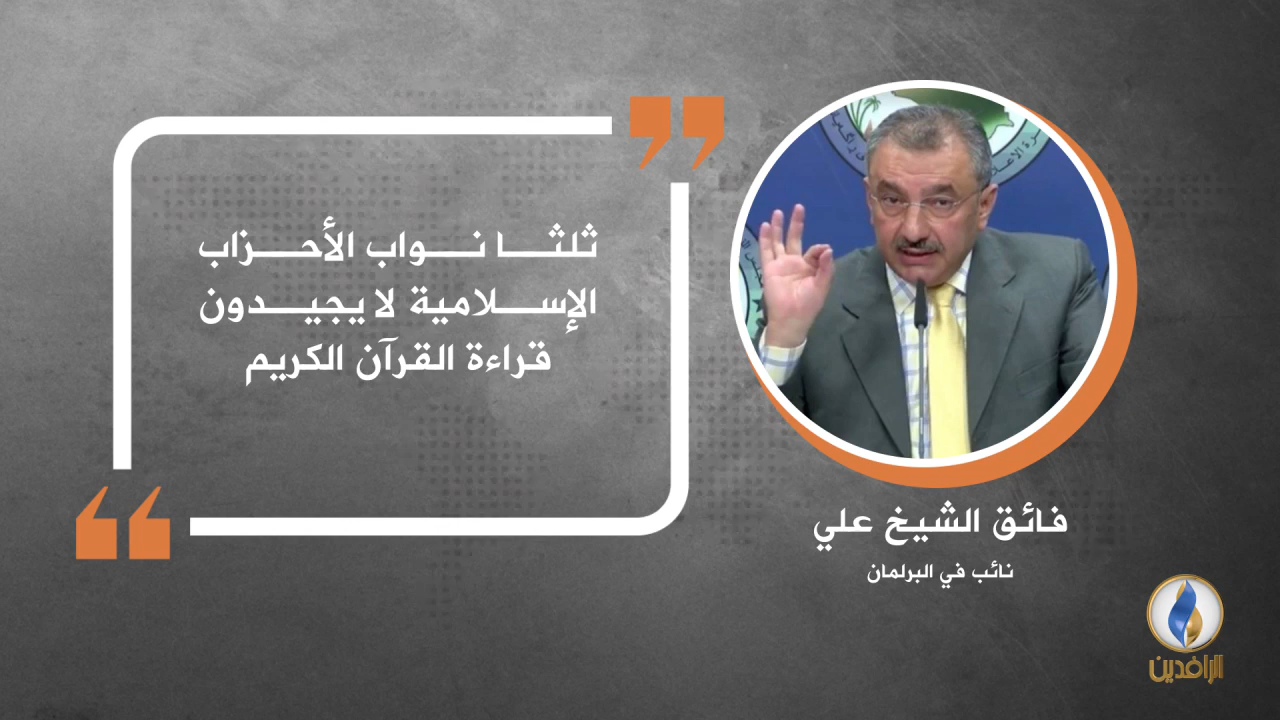 ثلثا نواب الأحزاب
الإسلامية لا يجيدون
قراءة القرآن الكريم
فائق الشيخ علي
نائب في البرلمان
الرافدين